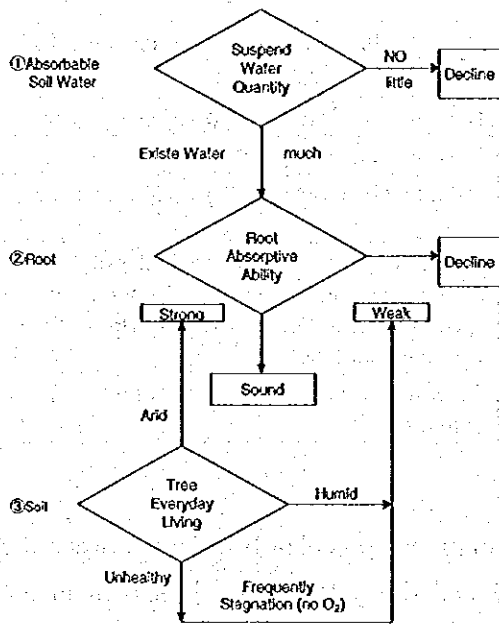 ①Absorbable
Soil Water
Suspend
Water
Quantity
NO
little
Decline
Existe Water
much
②Root
Root
Absorptive
Ability
Decline
Strong
Weak
Sound
Arid
③Soil
Tree
Everyday
Living
Humid
Unhealthy
Frequently
Stagnation (no O₂)